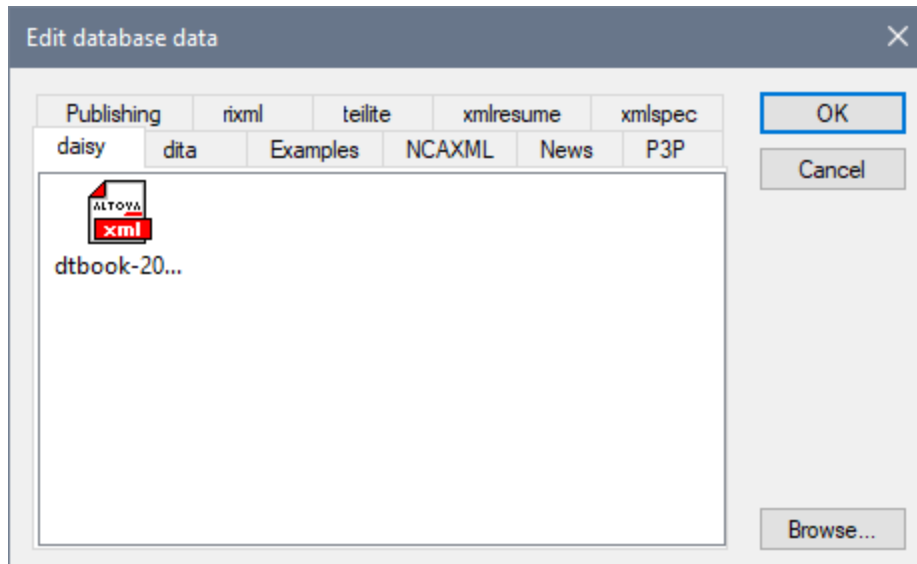 Edit database data
Publishing rixml teilite xmlresume xmlspec
OK
daisy dita Examples NCAXML News P3P
Cancel
ALTOVA
xml
dtbook-20...
Browse...